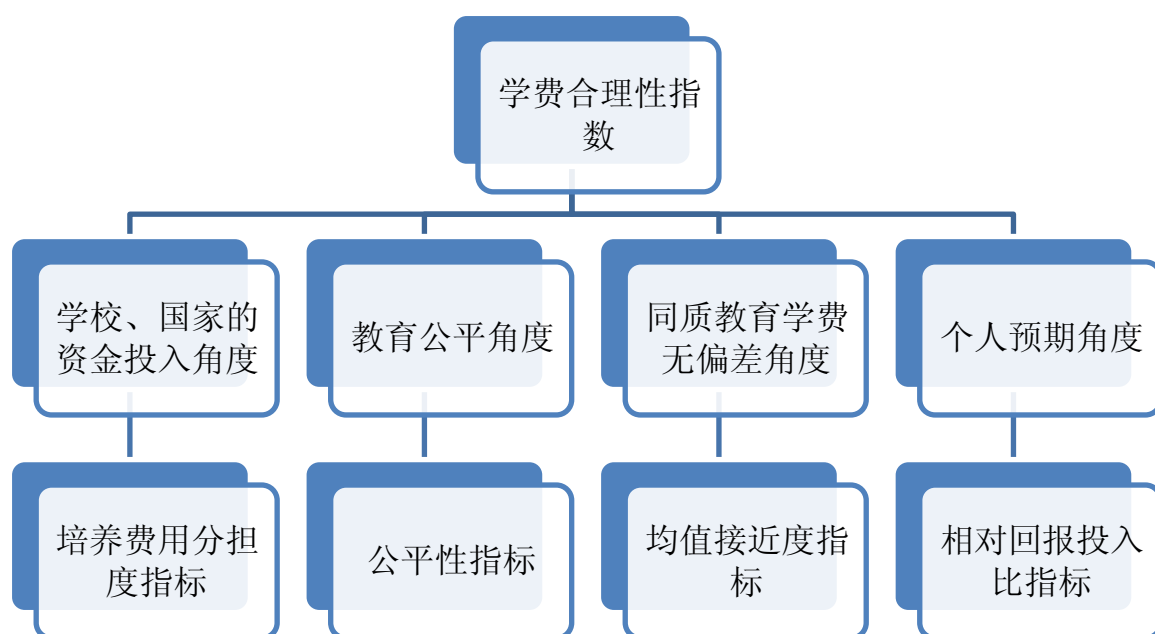 学费合理性指
数
学校、国家的
资金投入角度
教育公平角度
同质教育学费
无偏差角度
个人预期角度
培养费用分担
度指标
公平性指标
均值接近度指
标
相对回报投入
比指标